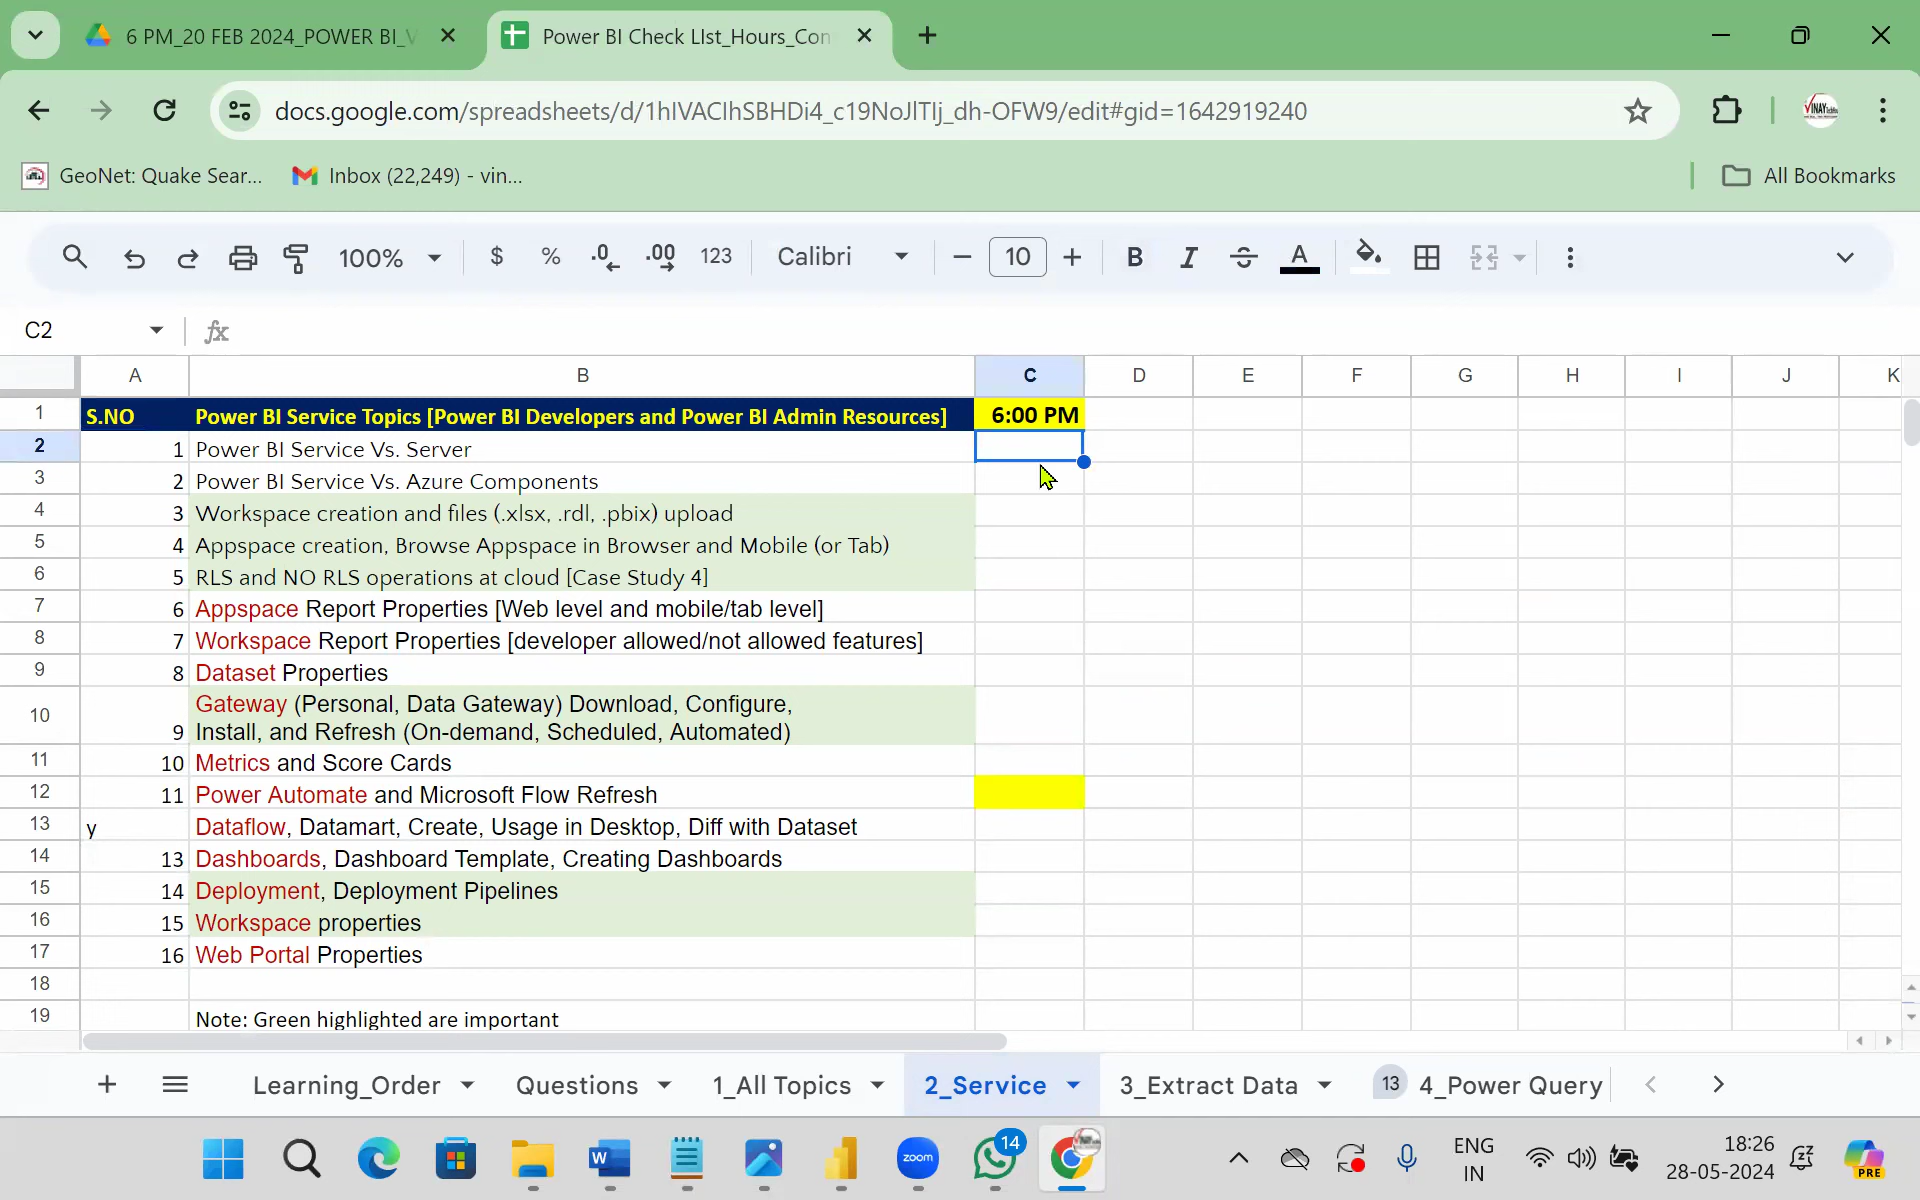 6 PM_20 FEB 2024_POWER BI_V
Power BI Check LIst_Hours_Con
docs.google.com/spreadsheets/d/1hIVACIhSBHDi4_c19NoJlTIj_dh-OFW9/edit#gid=1642919240
GeoNet: Quake Sear...
Inbox (22,249) - vin...
All Bookmarks
100% $ % .0 .00 123 Calibri 10 B I A
C2 fx
A B C D E F G H I J K
1 S.NO Power BI Service Topics [Power BI Developers and Power BI Admin Resources] 6:00 PM
2 1 Power BI Service Vs. Server
3 2 Power BI Service Vs. Azure Components
4 3 Workspace creation and files (.xlsx, .rdl, .pbix) upload
5 4 Appspace creation, Browse Appspace in Browser and Mobile (or Tab)
6 5 RLS and NO RLS operations at cloud [Case Study 4]
7 6 Appspace Report Properties [Web level and mobile/tab level]
8 7 Workspace Report Properties [developer allowed/not allowed features]
9 8 Dataset Properties
Gateway (Personal, Data Gateway) Download, Configure,
10 9 Install, and Refresh (On-demand, Scheduled, Automated)
11 10 Metrics and Score Cards
12 11 Power Automate and Microsoft Flow Refresh
13 y Dataflow, Datamart, Create, Usage in Desktop, Diff with Dataset
14 13 Dashboards, Dashboard Template, Creating Dashboards
15 14 Deployment, Deployment Pipelines
16 15 Workspace properties
17 16 Web Portal Properties
18
19 Note: Green highlighted are important
Learning_Order Questions 1_All Topics 2_Service 3_Extract Data 13 4_Power Query
zoom
14
ENG
IN
18:26
28-05-2024
PRE